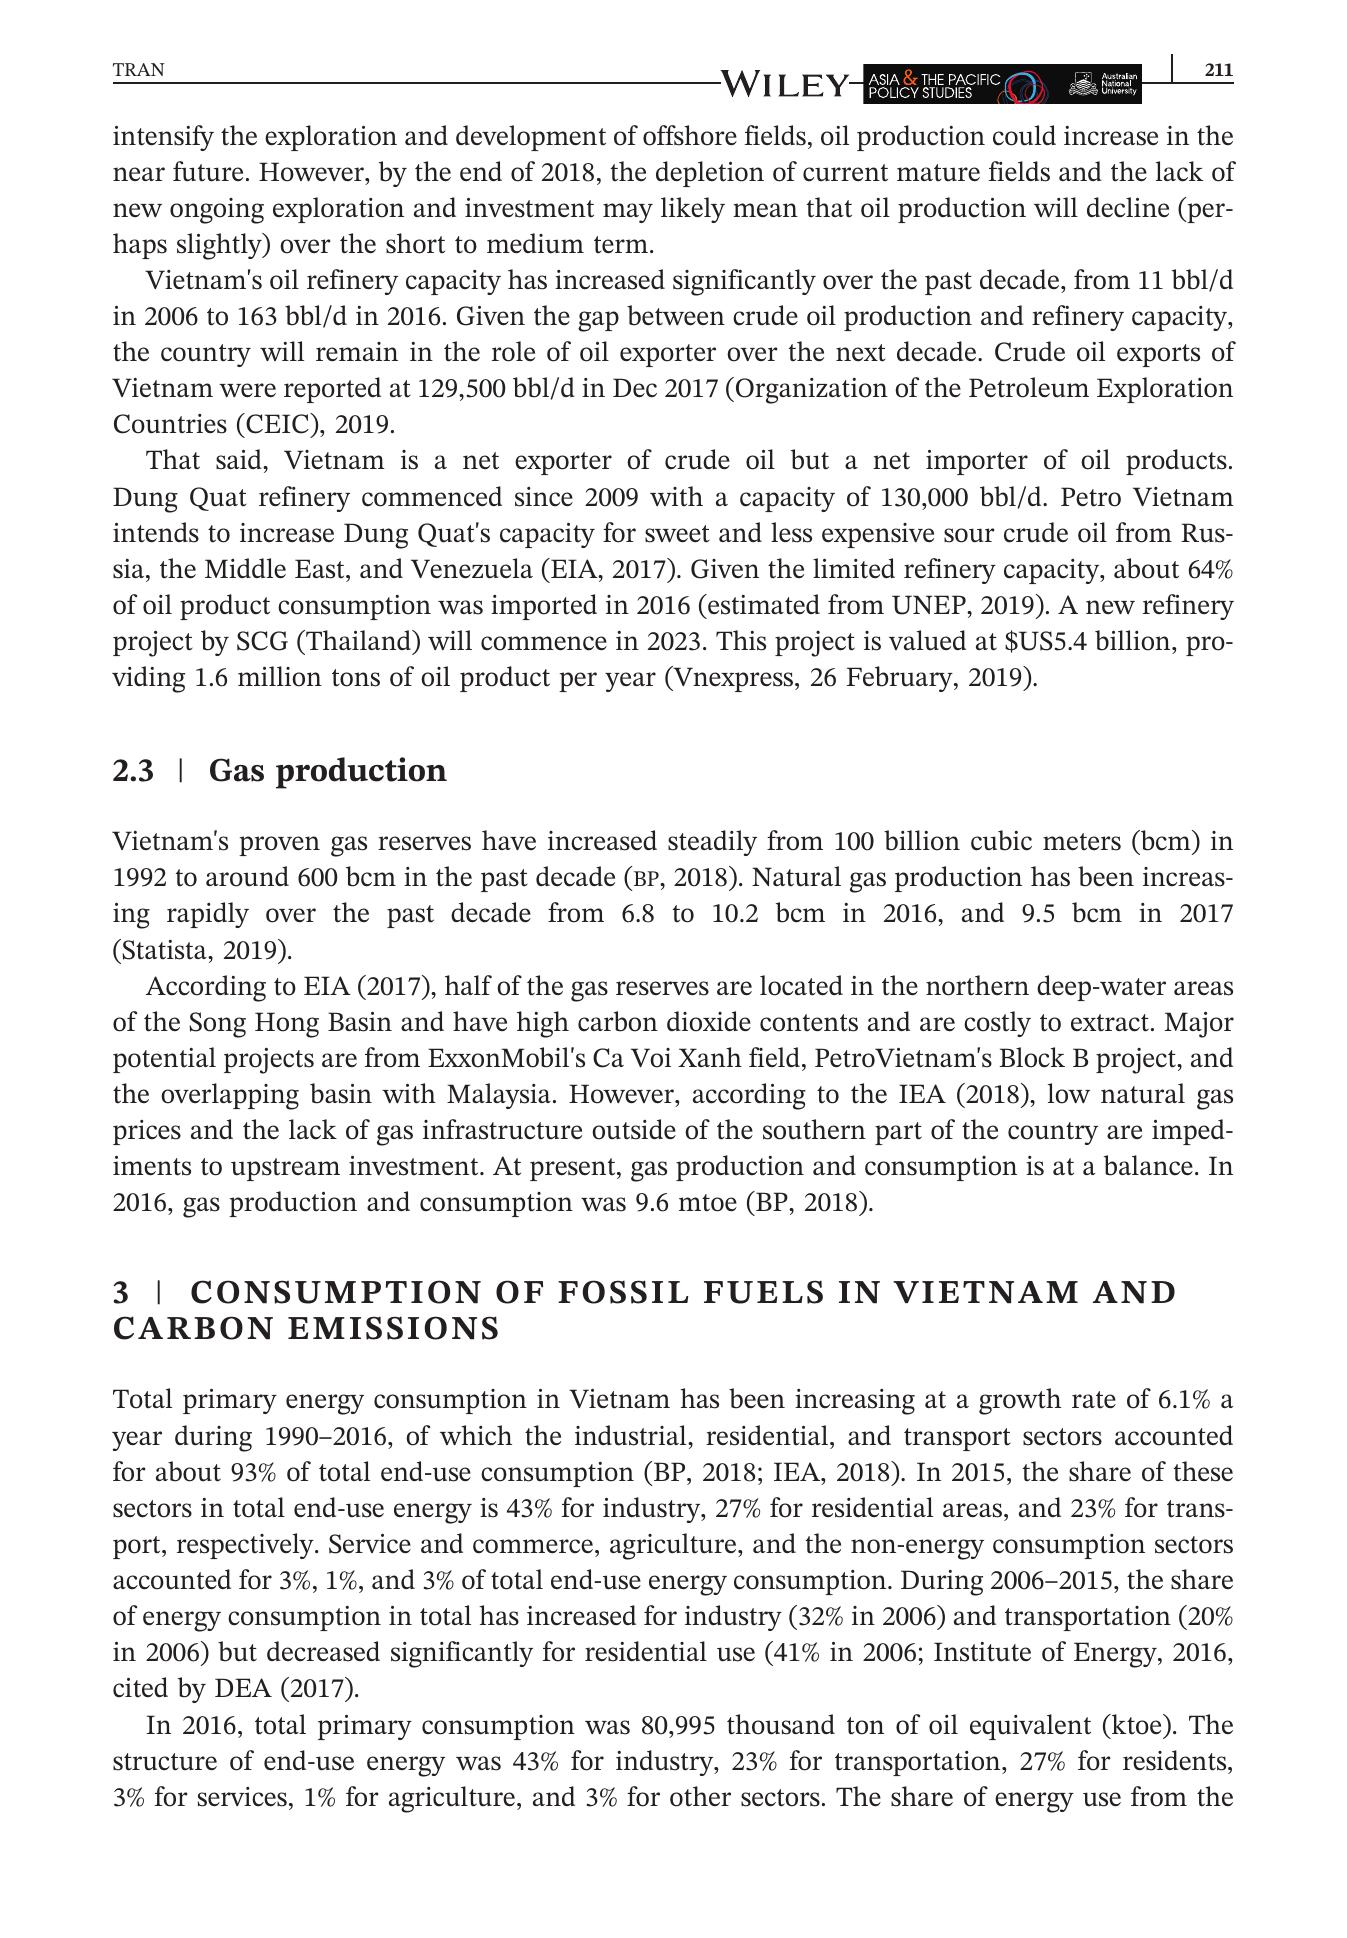 TRAN
WILEY
ASIA & THE PACIFIC
POLICY STUDIES
Australian
National
University
211
intensify the exploration and development of offshore fields, oil production could increase in the
near future. However, by the end of 2018, the depletion of current mature fields and the lack of
new ongoing exploration and investment may likely mean that oil production will decline (per-
haps slightly) over the short to medium term.
Vietnam's oil refinery capacity has increased significantly over the past decade, from 11 bbl/d
in 2006 to 163 bbl/d in 2016. Given the gap between crude oil production and refinery capacity,
the country will remain in the role of oil exporter over the next decade. Crude oil exports of
Vietnam were reported at 129,500 bbl/d in Dec 2017 (Organization of the Petroleum Exploration
Countries (CEIC), 2019.
That said, Vietnam is a net exporter of crude oil but a net importer of oil products.
Dung Quat refinery commenced since 2009 with a capacity of 130,000 bbl/d. Petro Vietnam
intends to increase Dung Quat's capacity for sweet and less expensive sour crude oil from Rus-
sia, the Middle East, and Venezuela (EIA, 2017). Given the limited refinery capacity, about 64%
of oil product consumption was imported in 2016 (estimated from UNEP, 2019). A new refinery
project by SCG (Thailand) will commence in 2023. This project is valued at $US5.4 billion, pro-
viding 1.6 million tons of oil product per year (Vnexpress, 26 February, 2019).
2.3 | Gas production
Vietnam's proven gas reserves have increased steadily from 100 billion cubic meters (bcm) in
1992 to around 600 bcm in the past decade (BP, 2018). Natural gas production has been increas-
ing rapidly over the past decade from 6.8 to 10.2 bcm in 2016, and 9.5 bcm in 2017
(Statista, 2019).
According to EIA (2017), half of the gas reserves are located in the northern deep-water areas
of the Song Hong Basin and have high carbon dioxide contents and are costly to extract. Major
potential projects are from ExxonMobil's Ca Voi Xanh field, PetroVietnam's Block B project, and
the overlapping basin with Malaysia. However, according to the IEA (2018), low natural gas
prices and the lack of gas infrastructure outside of the southern part of the country are imped-
iments to upstream investment. At present, gas production and consumption is at a balance. In
2016, gas production and consumption was 9.6 mtoe (BP, 2018).
3 | CONSUMPTION OF FOSSIL FUELS IN VIETNAM AND
CARBON EMISSIONS
Total primary energy consumption in Vietnam has been increasing at a growth rate of 6.1% a
year during 1990–2016, of which the industrial, residential, and transport sectors accounted
for about 93% of total end-use consumption (BP, 2018; IEA, 2018). In 2015, the share of these
sectors in total end-use energy is 43% for industry, 27% for residential areas, and 23% for trans-
port, respectively. Service and commerce, agriculture, and the non-energy consumption sectors
accounted for 3%, 1%, and 3% of total end-use energy consumption. During 2006–2015, the share
of energy consumption in total has increased for industry (32% in 2006) and transportation (20%
in 2006) but decreased significantly for residential use (41% in 2006; Institute of Energy, 2016,
cited by DEA (2017).
In 2016, total primary consumption was 80,995 thousand ton of oil equivalent (ktoe). The
structure of end-use energy was 43% for industry, 23% for transportation, 27% for residents,
3% for services, 1% for agriculture, and 3% for other sectors. The share of energy use from the